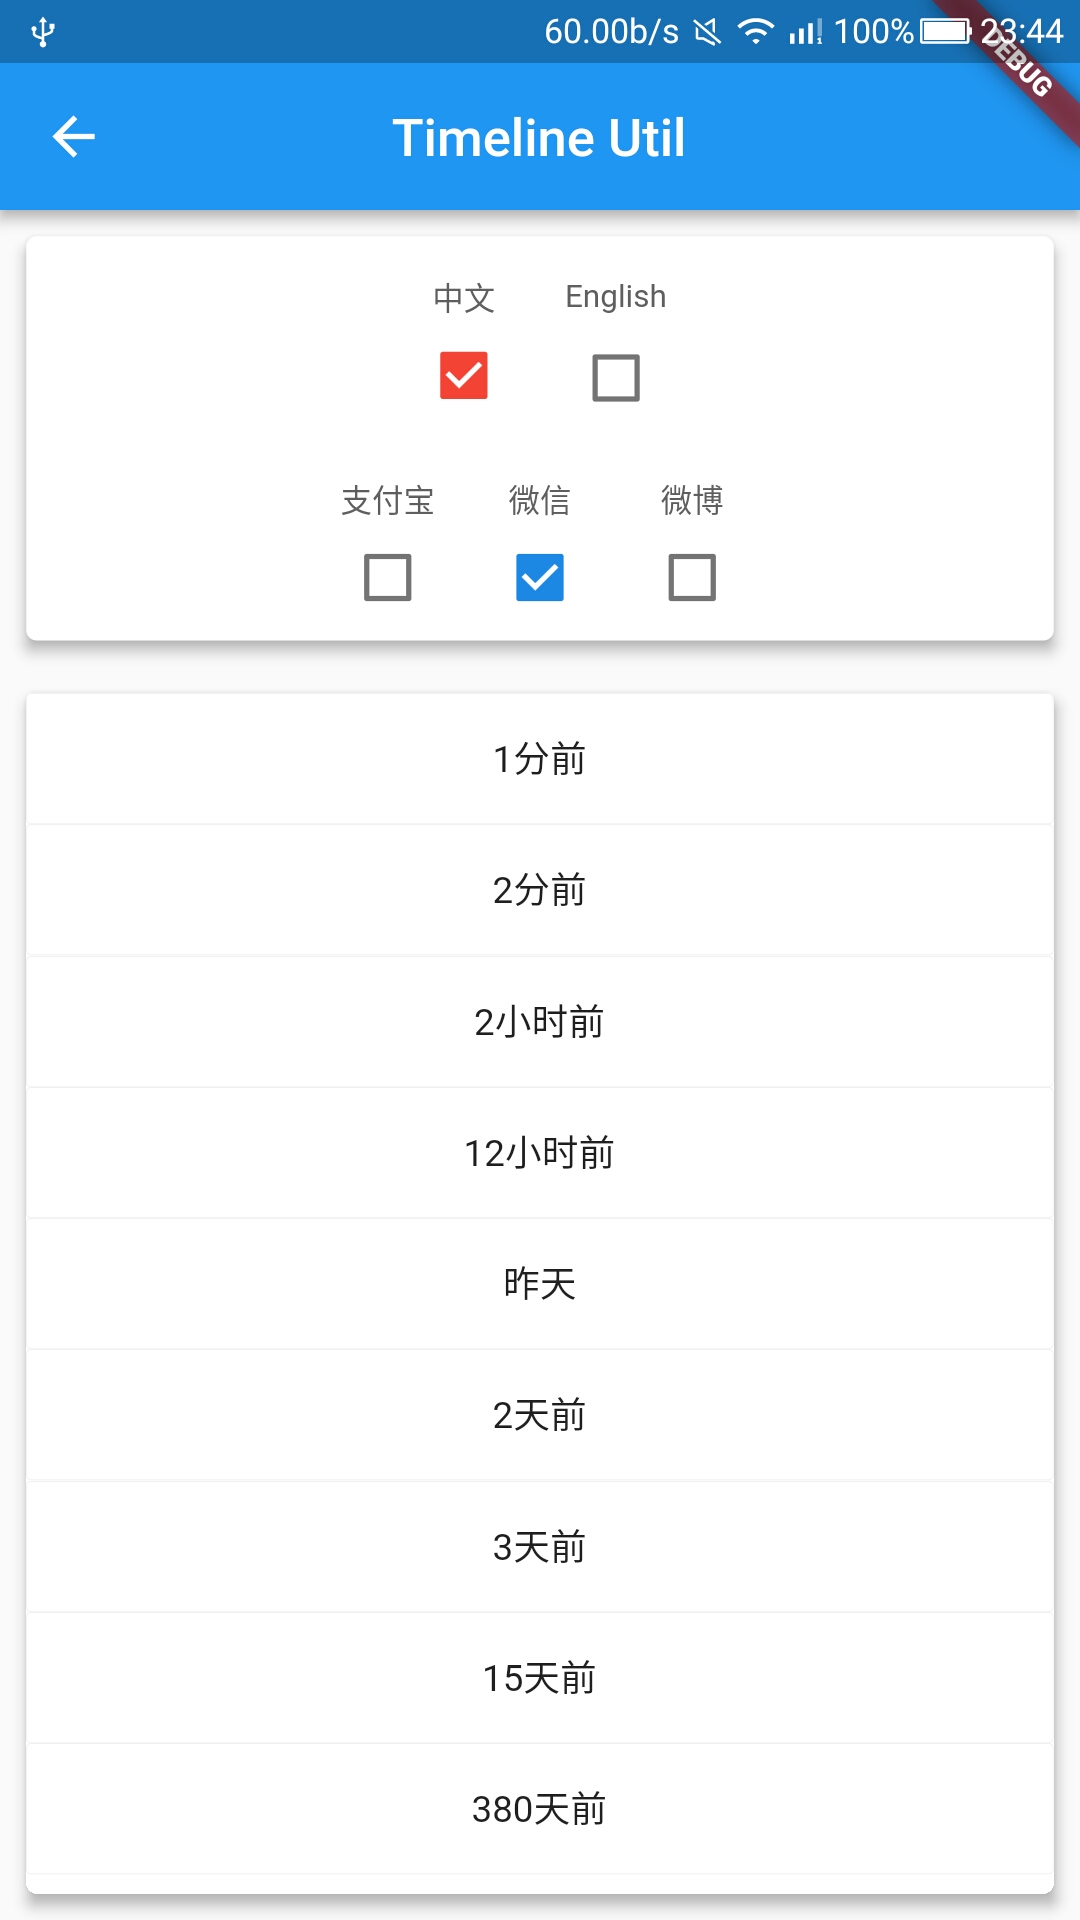 60.00b/s 100% 23:44
DEBUG
Timeline Util
中文 English
支付宝 微信 微博
1分前
2分前
2小时前
12小时前
昨天
2天前
3天前
15天前
380天前